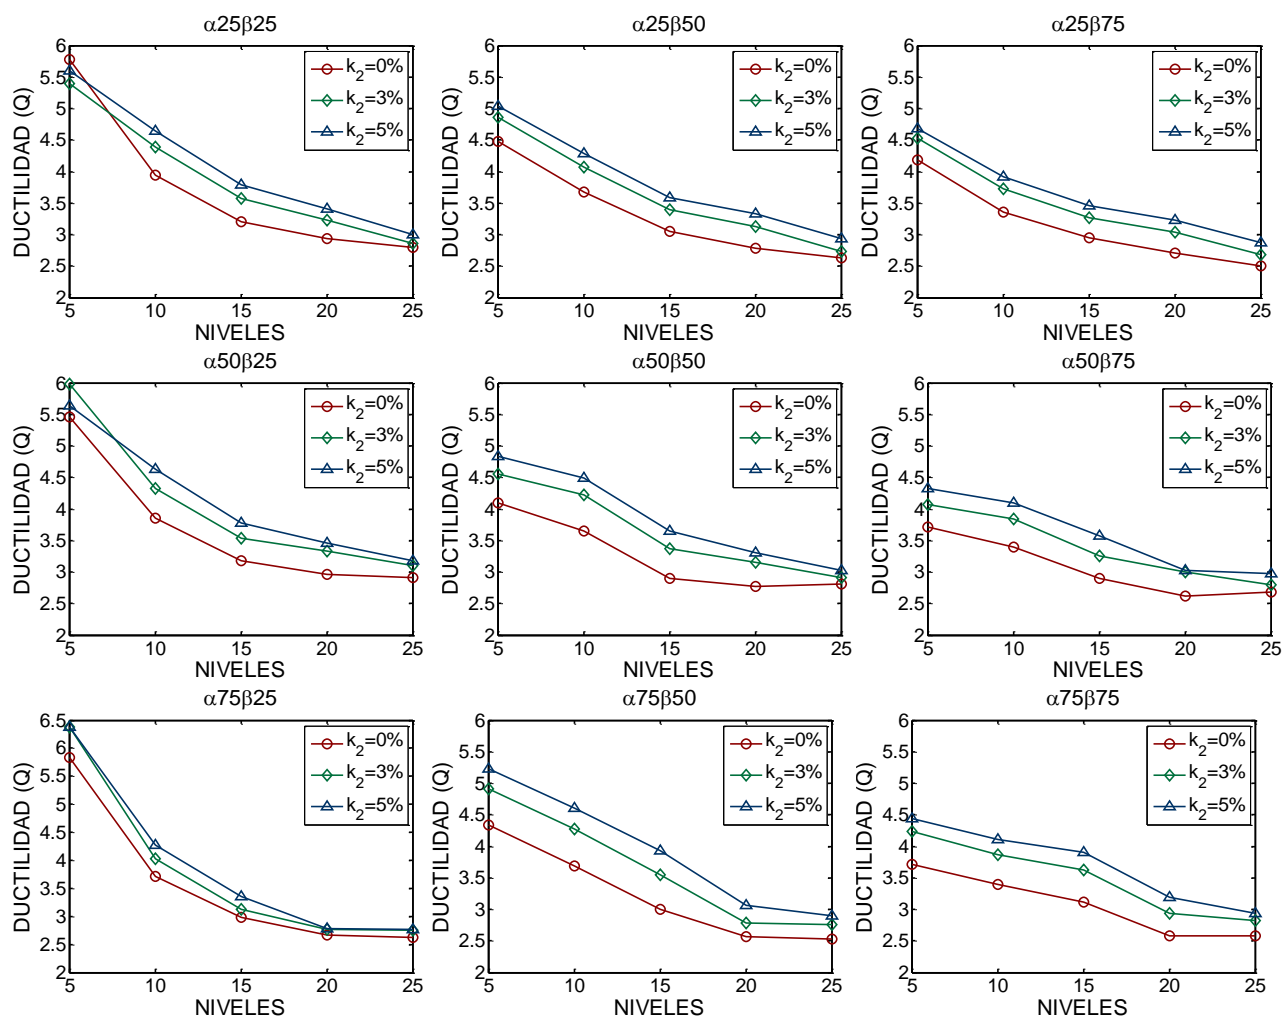 α25β25
6
5.5
5
4.5
4
3.5
3
2.5
2
DUCTILIDAD (Q)
k2=0%
k2=3%
k2=5%
5 10 15 20 25
NIVELES
α25β50
6
5.5
5
4.5
4
3.5
3
2.5
2
DUCTILIDAD (Q)
k2=0%
k2=3%
k2=5%
5 10 15 20 25
NIVELES
α25β75
6
5.5
5
4.5
4
3.5
3
2.5
2
DUCTILIDAD (Q)
k2=0%
k2=3%
k2=5%
5 10 15 20 25
NIVELES
α50β25
6
5.5
5
4.5
4
3.5
3
2.5
2
DUCTILIDAD (Q)
k2=0%
k2=3%
k2=5%
5 10 15 20 25
NIVELES
α50β50
6
5.5
5
4.5
4
3.5
3
2.5
2
DUCTILIDAD (Q)
k2=0%
k2=3%
k2=5%
5 10 15 20 25
NIVELES
α50β75
6
5.5
5
4.5
4
3.5
3
2.5
2
DUCTILIDAD (Q)
k2=0%
k2=3%
k2=5%
5 10 15 20 25
NIVELES
α75β25
6.5
6
5.5
5
4.5
4
3.5
3
2.5
2
DUCTILIDAD (Q)
k2=0%
k2=3%
k2=5%
5 10 15 20 25
NIVELES
α75β50
6
5.5
5
4.5
4
3.5
3
2.5
2
DUCTILIDAD (Q)
k2=0%
k2=3%
k2=5%
5 10 15 20 25
NIVELES
α75β75
6
5.5
5
4.5
4
3.5
3
2.5
2
DUCTILIDAD (Q)
k2=0%
k2=3%
k2=5%
5 10 15 20 25
NIVELES